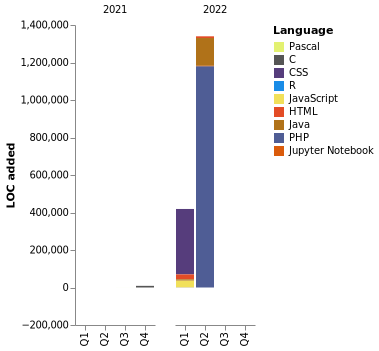 2021
2022
1,400,000
1,200,000
1,000,000
800,000
600,000
400,000
200,000
0
−200,000
LOC added
Q1
Q2
Q3
Q4
Q1
Q2
Q3
Q4
Language
Pascal
C
CSS
R
JavaScript
HTML
Java
PHP
Jupyter Notebook